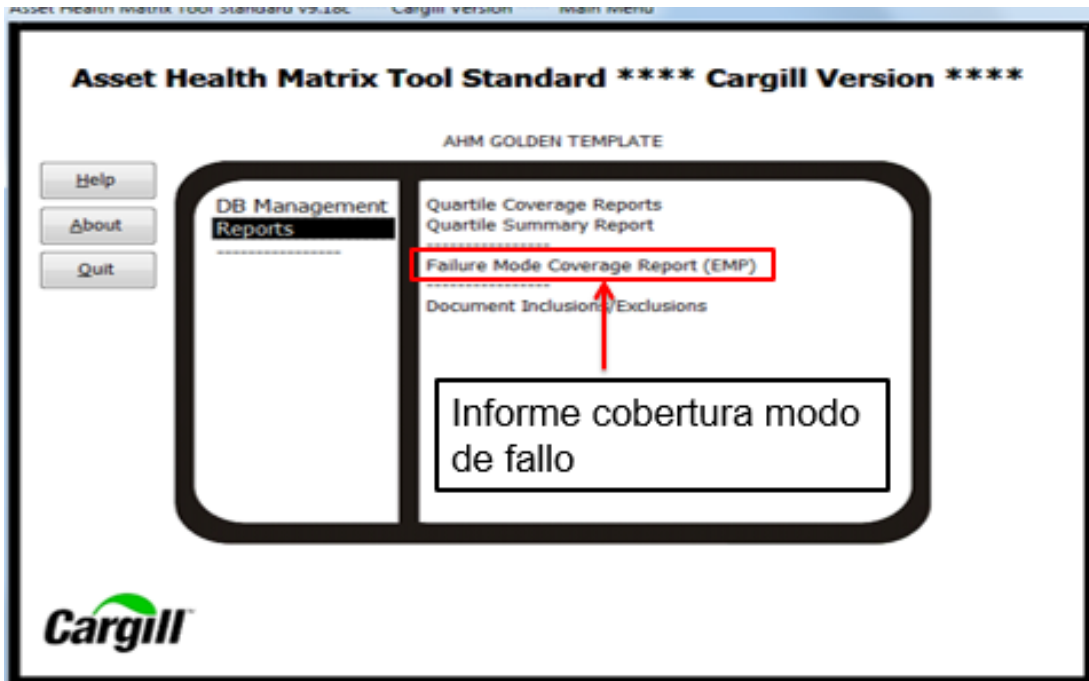 Asset Health Matrix Tool Standard v9.18c Cargill Version Main Menu
Asset Health Matrix Tool Standard **** Cargill Version ****
AHM GOLDEN TEMPLATE
Help
About
Quit
DB Management
Reports
-----------------
Quartile Coverage Reports
Quartile Summary Report
-----------------
Failure Mode Coverage Report (EMP)
-----------------
Document Inclusions/Exclusions
Informe cobertura modo
de fallo
Cargill™